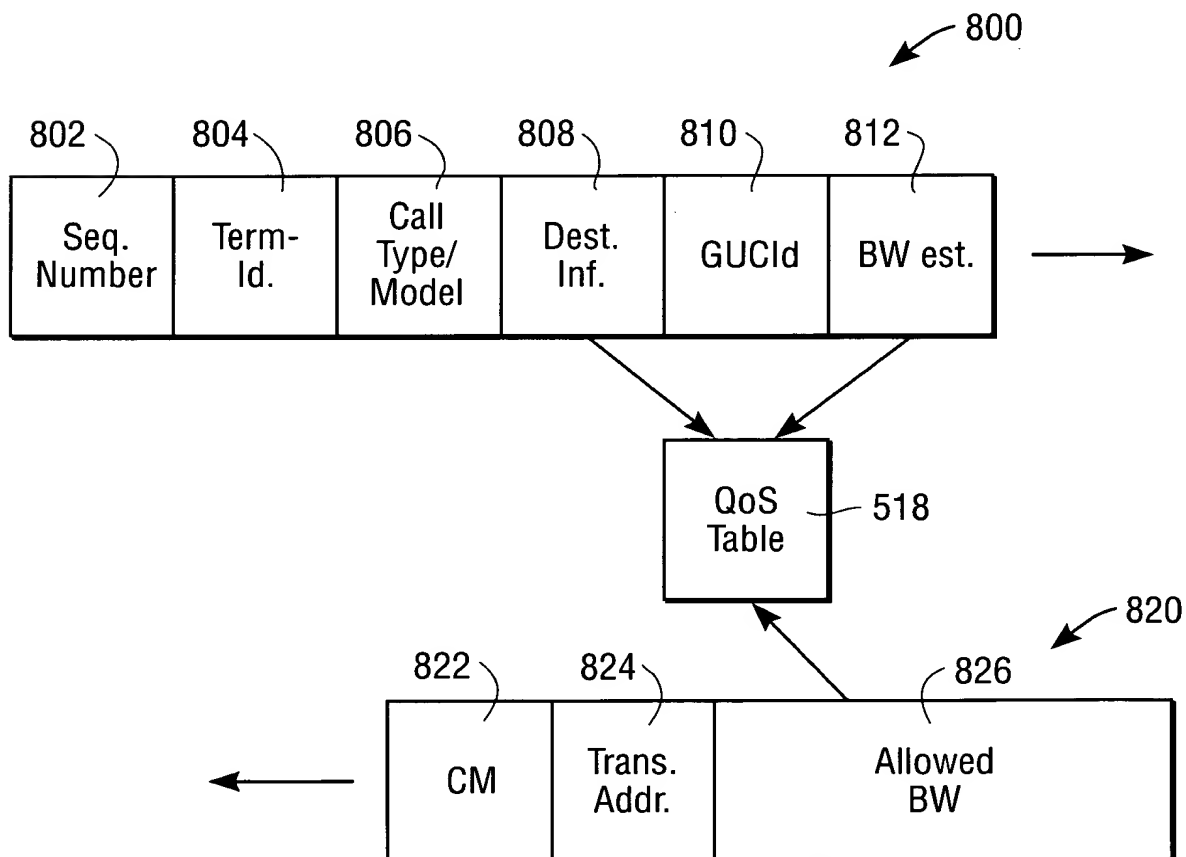 800
802 804 806 808 810 812
Seq.
Number
Term-
Id.
Call
Type/
Model
Dest.
Inf.
GUCId
BW est.
QoS
Table
518
820
822 824 826
CM
Trans.
Addr.
Allowed
BW